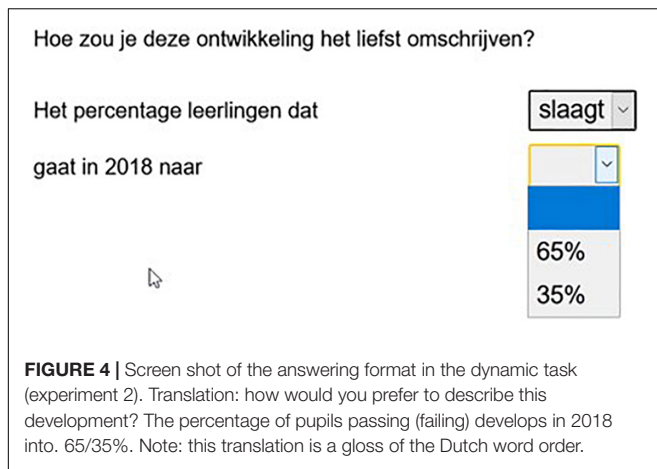 Hoe zou je deze ontwikkeling het liefst omschrijven?
Het percentage leerlingen dat slaagt
gaat in 2018 naar
65%
35%
FIGURE 4 | Screen shot of the answering format in the dynamic task
(experiment 2). Translation: how would you prefer to describe this
development? The percentage of pupils passing (failing) develops in 2018
into. 65/35%. Note: this translation is a gloss of the Dutch word order.